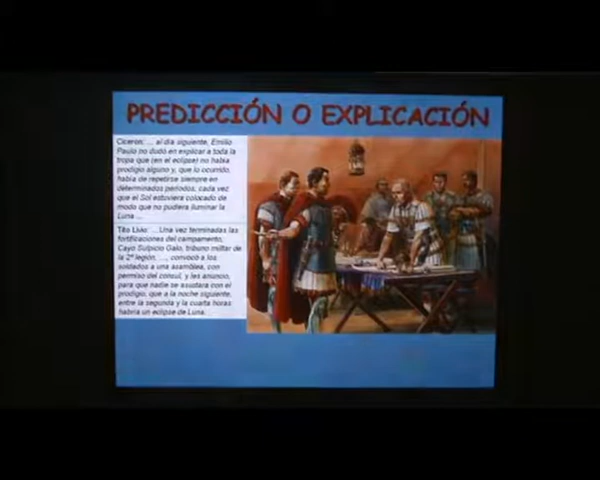 PREDICCIÓN O EXPLICACIÓN
Ciceron: ... al día siguiente, Emilio
Paulo no dudó en explicar a toda la
tropa que (en el eclipse) no había
prodigio alguno y, que lo ocurrido,
había de repetirse siempre en
determinados periodos, cada vez
que el Sol estuviera colocado de
modo que no pudiera iluminar la
Luna ...
Tito Livio: ... Una vez terminadas las
fortificaciones del campamento,
Cayo Sulpicio Galo, tribuno militar de
la 2ª legión, ...., convocó a los
soldados a una asamblea, con
permiso del consul, y les anuncio,
para que nadie se asustara con el
prodigio, que a la noche siguiente,
entre la segunda y la cuarta horas
habría un eclipse de Luna.